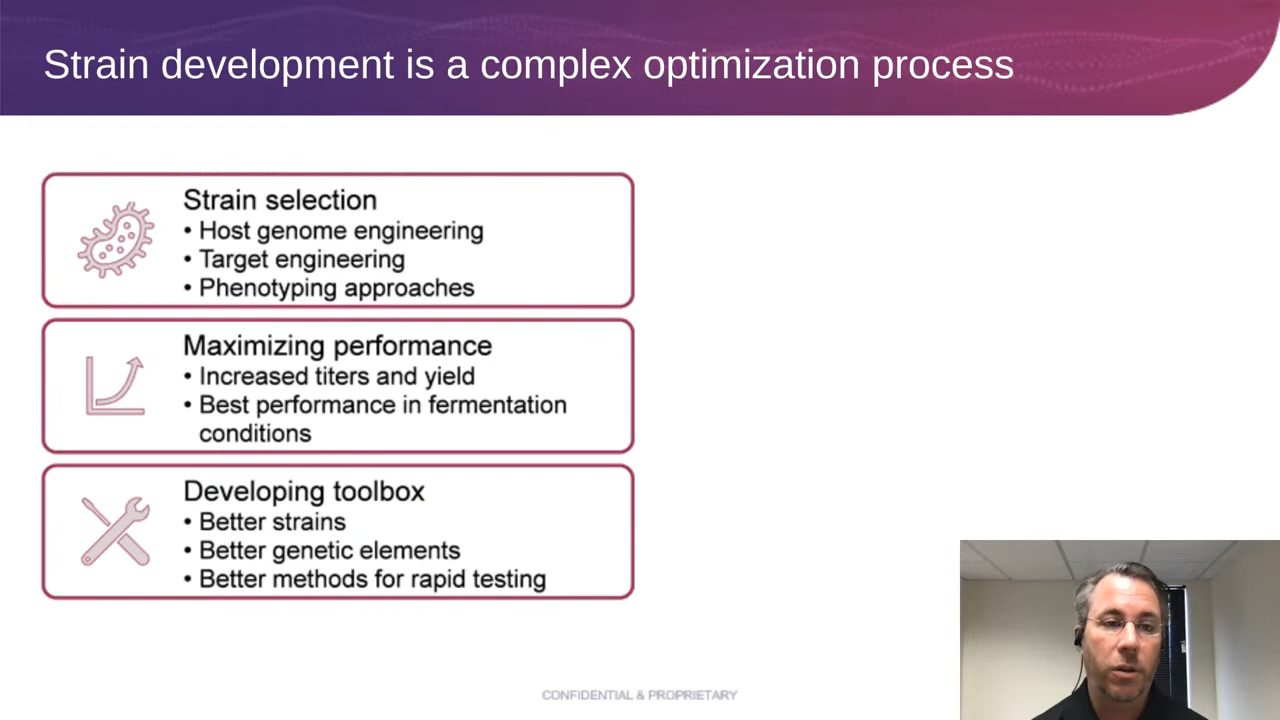 Strain development is a complex optimization process
Strain selection
• Host genome engineering
• Target engineering
• Phenotyping approaches
Maximizing performance
• Increased titers and yield
• Best performance in fermentation
conditions
Developing toolbox
• Better strains
• Better genetic elements
• Better methods for rapid testing
CONFIDENTIAL & PROPRIETARY